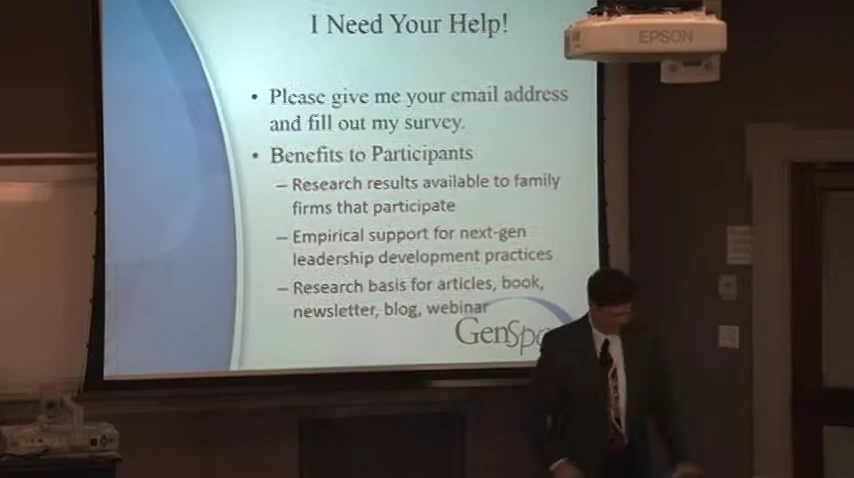 I Need Your Help!
EPSON
• Please give me your email address
and fill out my survey.
• Benefits to Participants
– Research results available to family
firms that participate
– Empirical support for next-gen
leadership development practices
– Research basis for articles, book,
newsletter, blog, webinar
GenSp